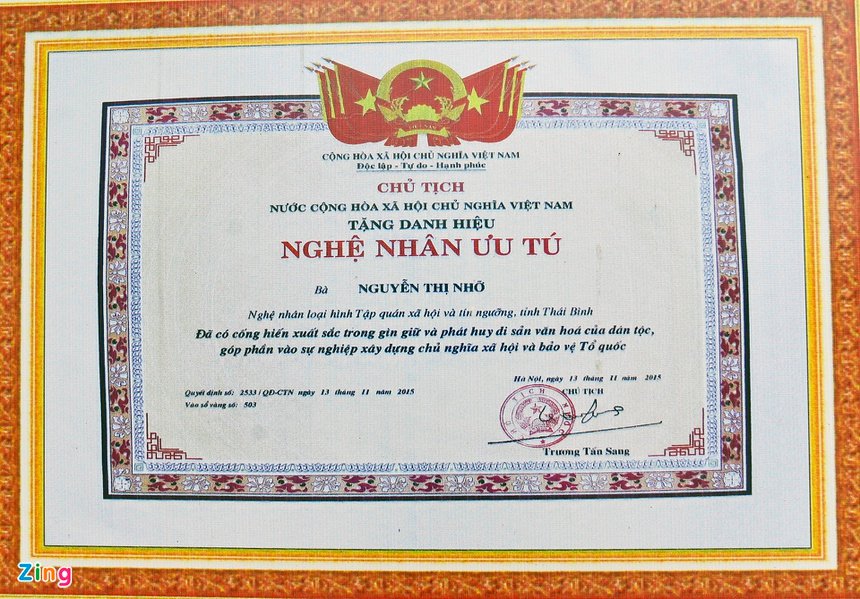 VIỆT NAM
CỘNG HÒA XÃ HỘI CHỦ NGHĨA VIỆT NAM
Độc lập - Tự do - Hạnh phúc
CHỦ TỊCH
NƯỚC CỘNG HÒA XÃ HỘI CHỦ NGHĨA VIỆT NAM
TẶNG DANH HIỆU
NGHỆ NHÂN ƯU TÚ
Bà NGUYỄN THỊ NHỠ
Nghệ nhân loại hình Tập quán xã hội và tín ngưỡng, tỉnh Thái Bình
Đã có cống hiến xuất sắc trong gìn giữ và phát huy di sản văn hoá của dân tộc,
góp phần vào sự nghiệp xây dựng chủ nghĩa xã hội và bảo vệ Tổ quốc
Hà Nội, ngày 13 tháng 11 năm 2015
Quyết định số: 2533 / QĐ-CTN ngày 13 tháng 11 năm 2015
CHỦ TỊCH
Vào sổ vàng số: 503
Trương Tấn Sang
Zing